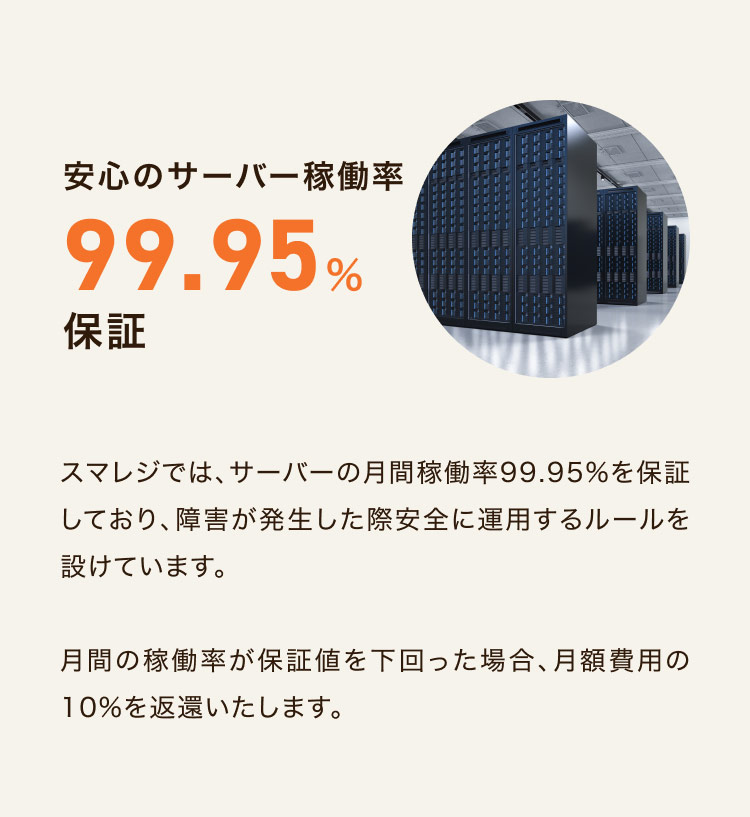 安心のサーバー稼働率
99.95%
保証
スマレジでは、サーバーの月間稼働率99.95%を保証
しており、障害が発生した際安全に運用するルールを
設けています。
月間の稼働率が保証値を下回った場合、月額費用の
10%を返還いたします。